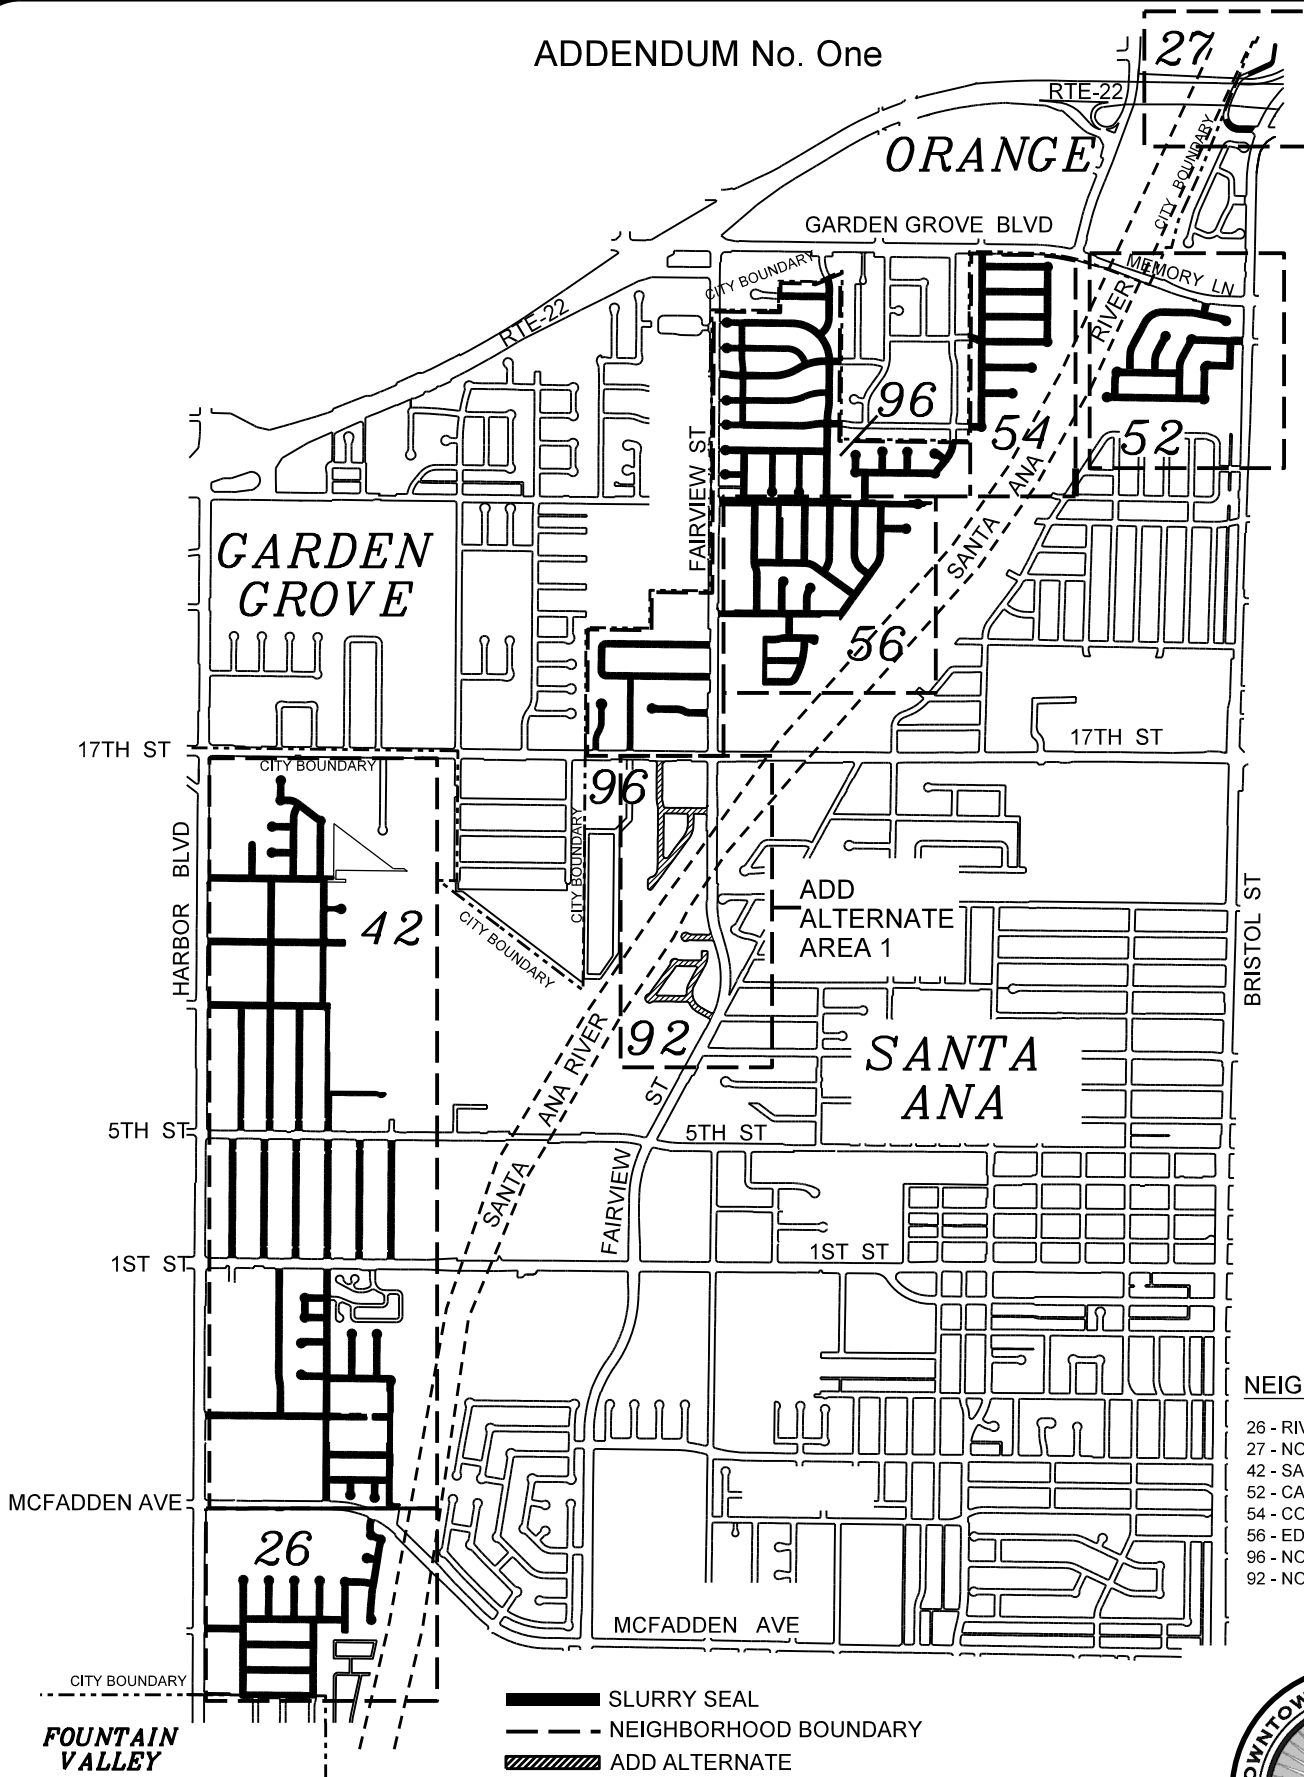 ADDENDUM No. One
27
RTE-22
ORANGE
CITY BOUNDARY
GARDEN GROVE BLVD
MEMORY LN
CITY BOUNDARY
RTE-22
RIVER
96
54
52
FAIRVIEW ST
SANTA ANA
GARDEN
GROVE
56
17TH ST
17TH ST
CITY BOUNDARY
96
HARBOR BLVD
CITY BOUNDARY
ADD
ALTERNATE
AREA 1
42
CITY BOUNDARY
BRISTOL ST
92
SANTA
ANA
SANTA ANA RIVER
ST
5TH ST
5TH ST
FAIRVIEW
1ST ST
1ST ST
NEIG
26 - RIV
27 - NO
42 - SA
52 - CA
54 - CO
56 - ED
96 - NO
92 - NO
MCFADDEN AVE
26
MCFADDEN AVE
CITY BOUNDARY
FOUNTAIN
VALLEY
SLURRY SEAL
NEIGHBORHOOD BOUNDARY
ADD ALTERNATE
OWNTOW